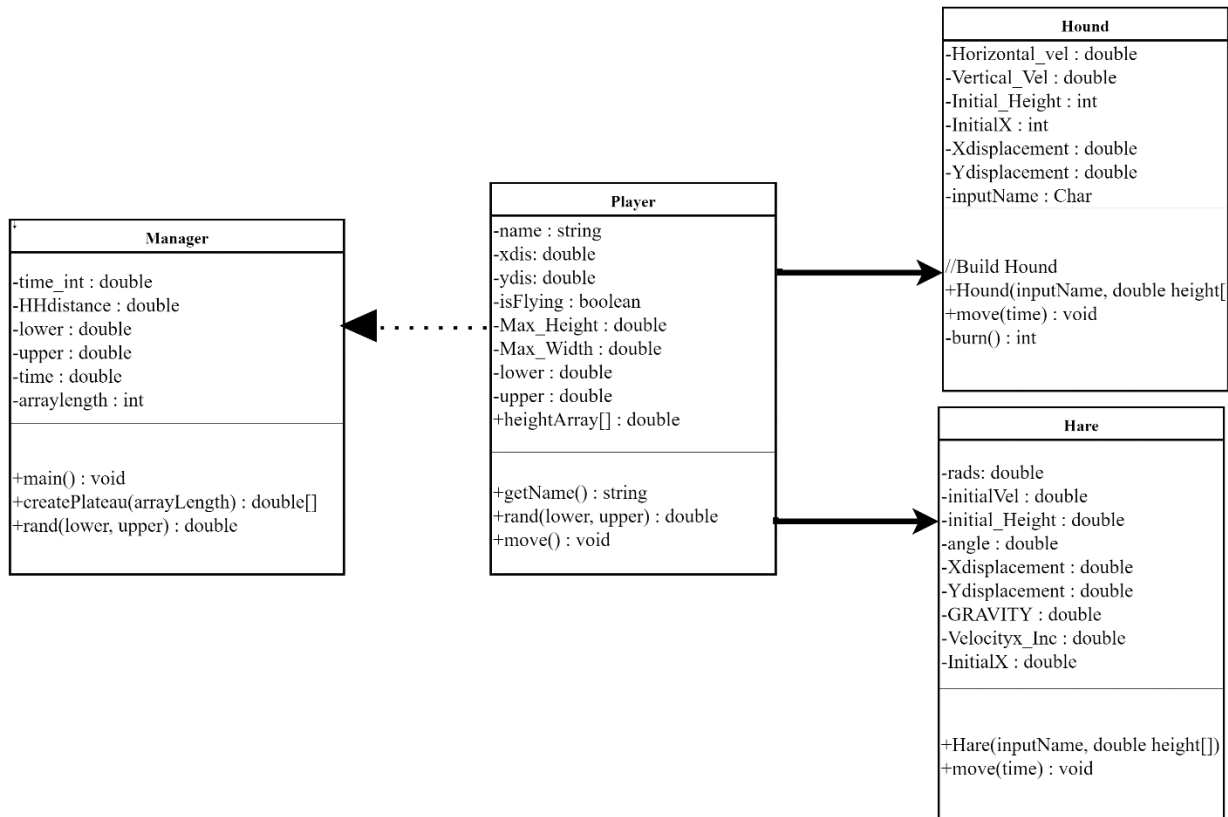 Manager
-time_int : double
-HHdistance : double
-lower : double
-upper : double
-time : double
-arraylength : int
+main() : void
+createPlateau(arrayLength) : double[]
+rand(lower, upper) : double
Player
-name : string
-xdis: double
-ydis: double
-isFlying : boolean
-Max_Height : double
-Max_Width : double
-lower : double
-upper : double
+heightArray[] : double
+getName() : string
+rand(lower, upper) : double
+move() : void
Hound
-Horizontal_vel : double
-Vertical_Vel : double
-Initial_Height : int
-InitialX : int
-Xdisplacement : double
-Ydisplacement : double
-inputName : Char
//Build Hound
+Hound(inputName, double height[
+move(time) : void
-burn() : int
Hare
-rads: double
-initialVel : double
-initial_Height : double
-angle : double
-Xdisplacement : double
-Ydisplacement : double
-GRAVITY : double
-Velocityx_Inc : double
-InitialX : double
+Hare(inputName, double height[])
+move(time) : void